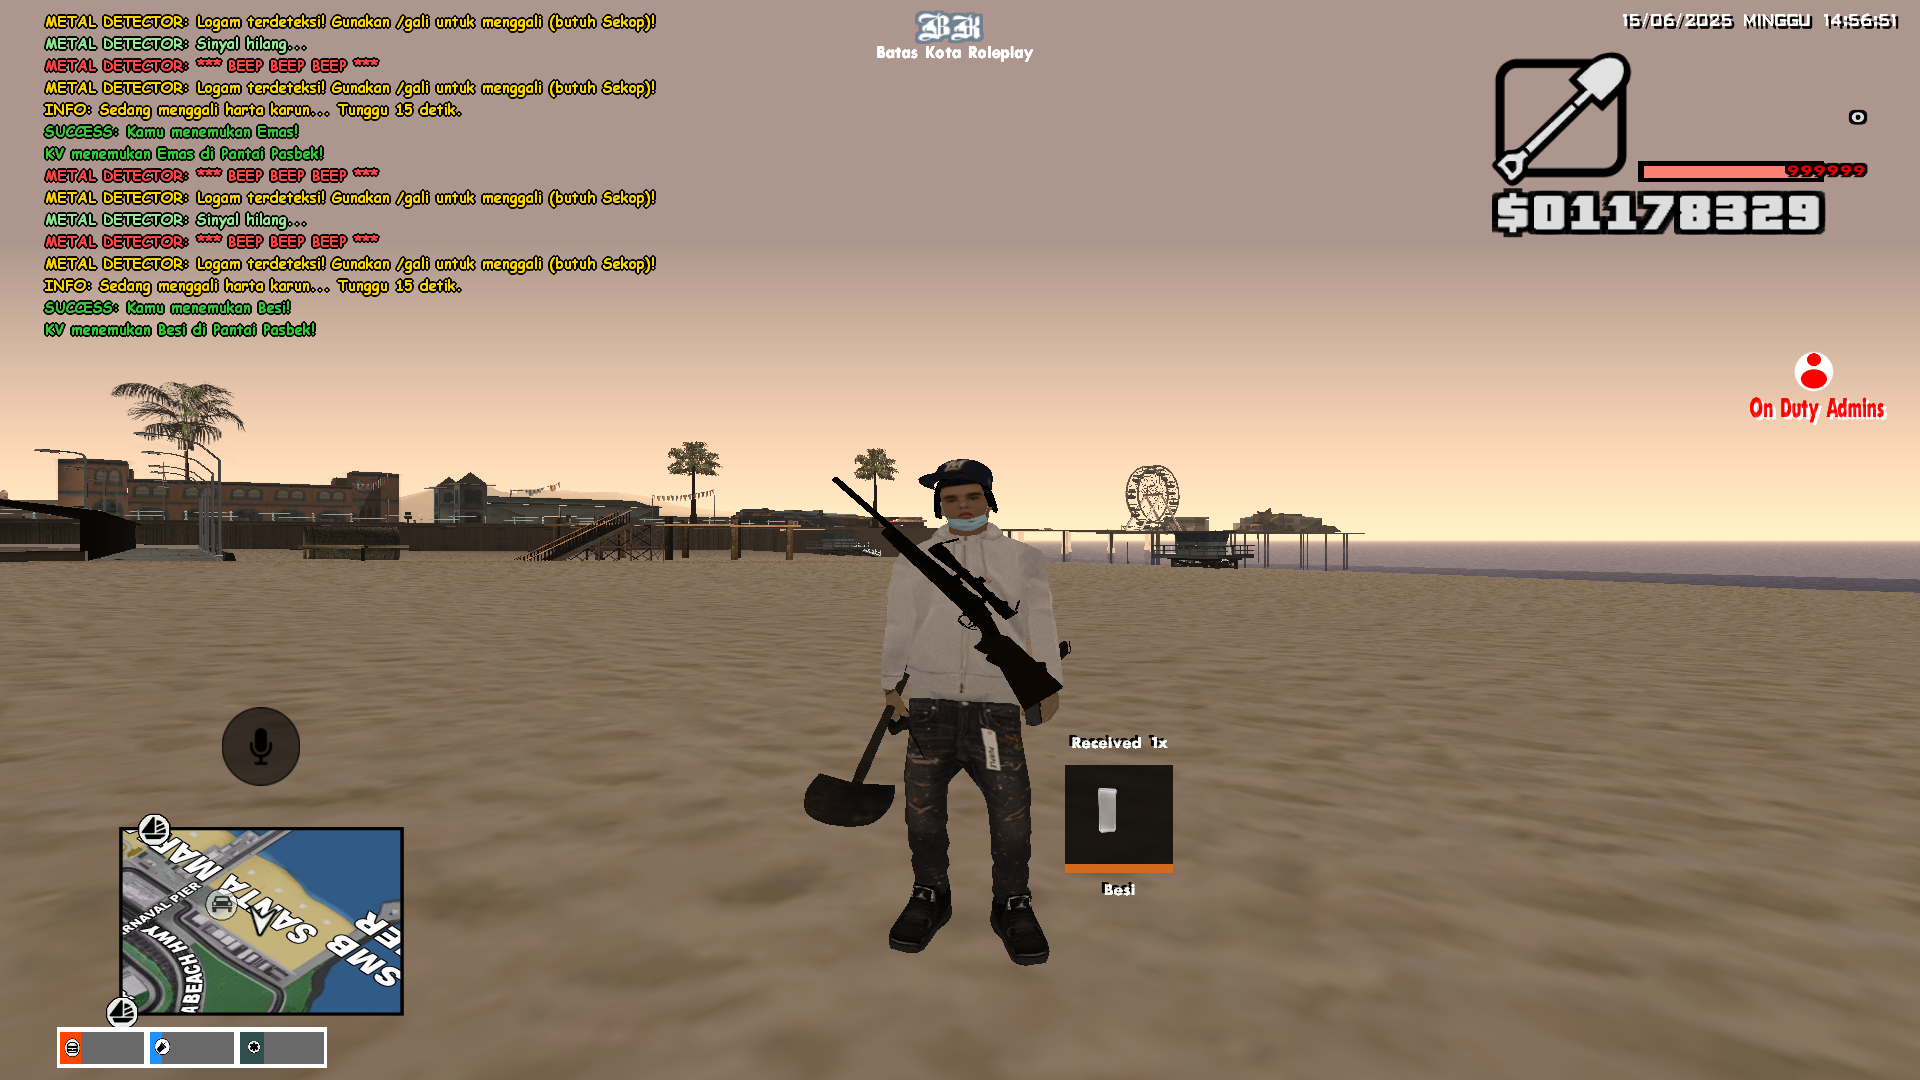 METAL DETECTOR: Logam terdeteksi! Gunakan /gali untuk menggali (butuh Sekop)!
METAL DETECTOR: Sinyal hilang...
METAL DETECTOR: *** BEEP BEEP BEEP ***
METAL DETECTOR: Logam terdeteksi! Gunakan /gali untuk menggali (butuh Sekop)!
INFO: Sedang menggali harta karun... Tunggu 15 detik.
SUCCESS: Kamu menemukan Emas!
KV menemukan Emas di Pantai Pasbek!
METAL DETECTOR: *** BEEP BEEP BEEP ***
METAL DETECTOR: Logam terdeteksi! Gunakan /gali untuk menggali (butuh Sekop)!
METAL DETECTOR: Sinyal hilang...
METAL DETECTOR: *** BEEP BEEP BEEP ***
METAL DETECTOR: Logam terdeteksi! Gunakan /gali untuk menggali (butuh Sekop)!
INFO: Sedang menggali harta karun... Tunggu 15 detik.
SUCCESS: Kamu menemukan Besi!
KV menemukan Besi di Pantai Pasbek!
BK
Batas Kota Roleplay
15/06/2025 MINGGU 14:56:51
0
999999
$01178329
On Duty Admins
Received 1x
Besi
SANTA MAR
RNAVAL PIER
A BEACH HWY
SMB
ER